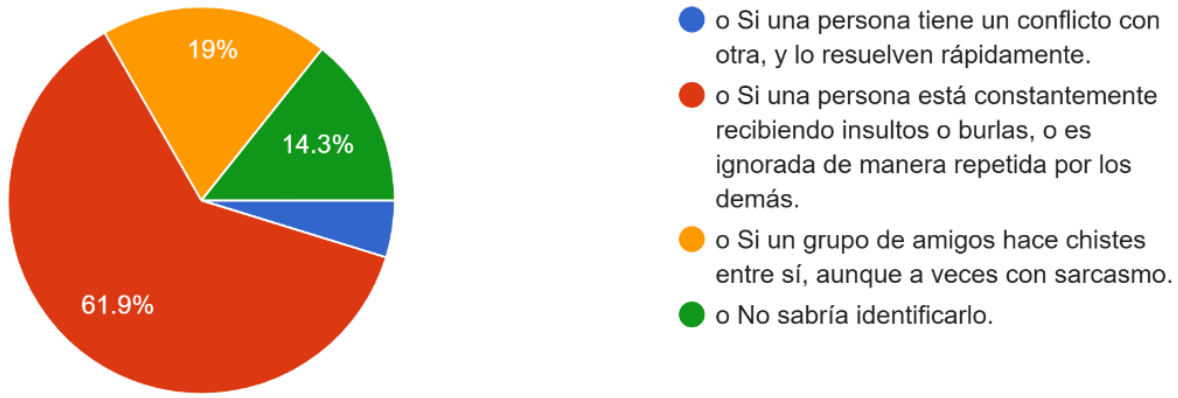 19%
14.3%
61.9%
o Si una persona tiene un conflicto con
otra, y lo resuelven rápidamente.
o Si una persona está constantemente
recibiendo insultos o burlas, o es
ignorada de manera repetida por los
demás.
o Si un grupo de amigos hace chistes
entre sí, aunque a veces con sarcasmo.
o No sabría identificarlo.